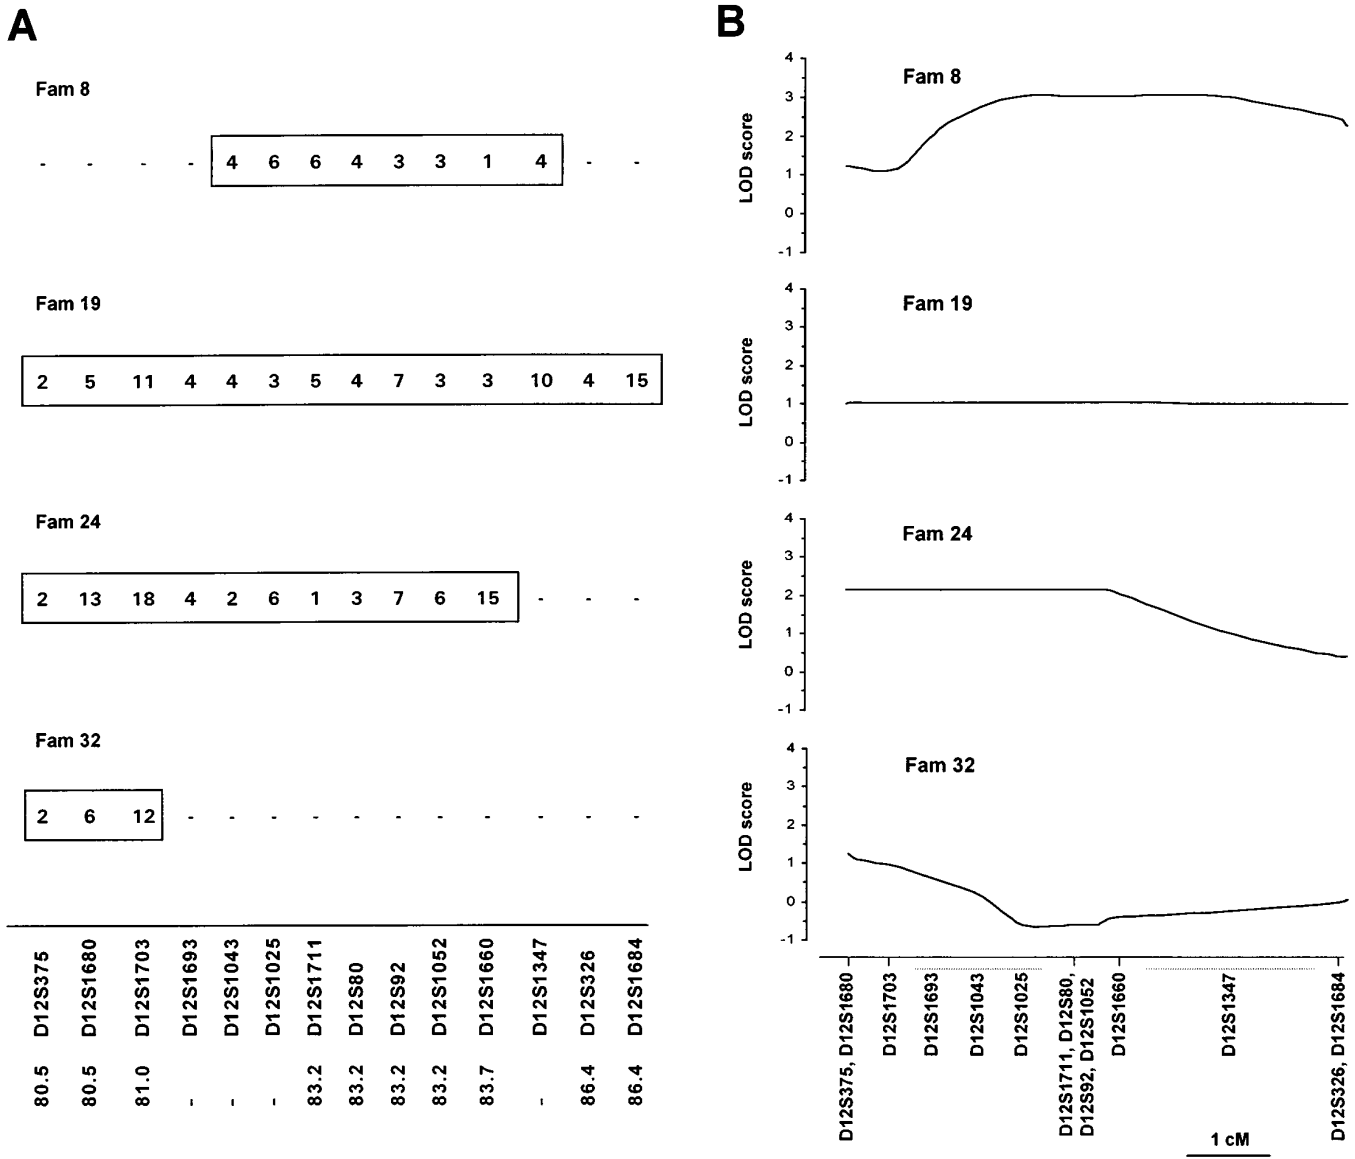 A
Fam 8
- - - - 4 6 6 4 3 3 1 4 - -
Fam 19
2 5 11 4 4 3 5 4 7 3 3 10 4 15
Fam 24
2 13 18 4 2 6 1 3 7 6 15 - - -
Fam 32
2 6 12 - - - - - - - - - - -
D12S375
D12S1680
D12S1703
D12S1693
D12S1043
D12S1025
D12S1711
D12S80
D12S92
D12S1052
D12S1660
D12S1347
D12S326
D12S1684
80.5
80.5
81.0
-
-
-
83.2
83.2
83.2
83.2
83.7
-
86.4
86.4
B
Fam 8
LOD score
4
3
2
1
0
-1
Fam 19
LOD score
4
3
2
1
0
-1
Fam 24
LOD score
4
3
2
1
0
-1
Fam 32
LOD score
4
3
2
1
0
-1
D12S375, D12S1680
D12S1703
D12S1693
D12S1043
D12S1025
D12S1711, D12S80,
D12S92, D12S1052
D12S1660
D12S1347
D12S326, D12S1684
1 cM